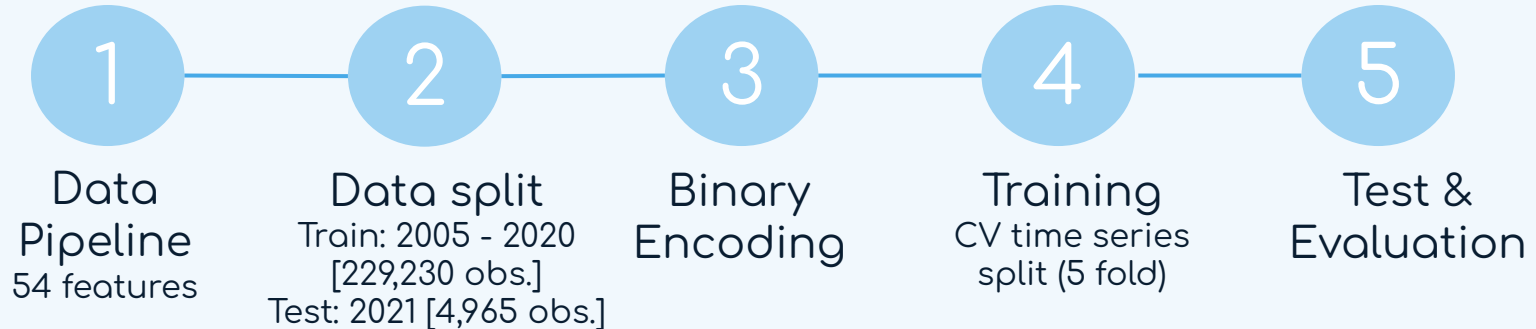 1
2
3
4
5
Data
Pipeline
54 features
Data split
Train: 2005 - 2020
[229,230 obs.]
Test: 2021 [4,965 obs.]
Binary
Encoding
Training
CV time series
split (5 fold)
Test &
Evaluation